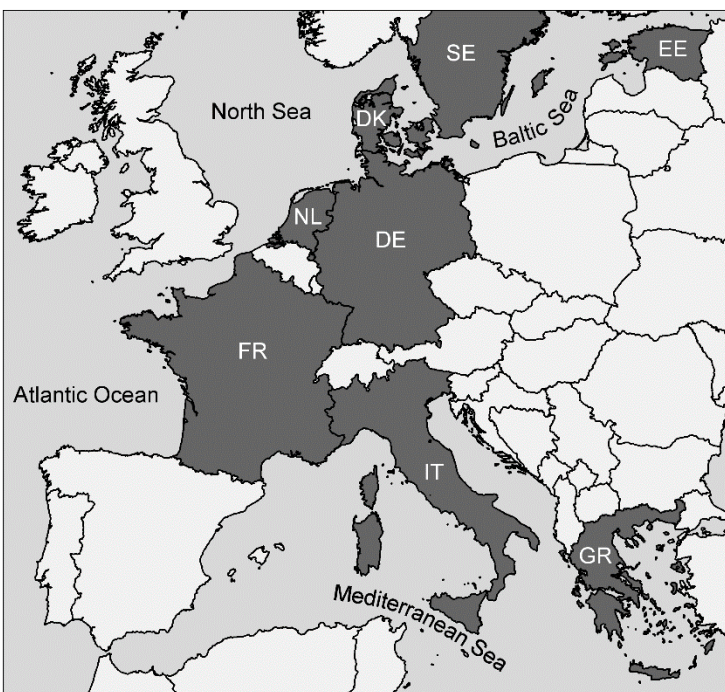 SE
EE
North Sea
DK
Baltic Sea
NL
DE
FR
Atlantic Ocean
IT
GR
Mediterranean Sea